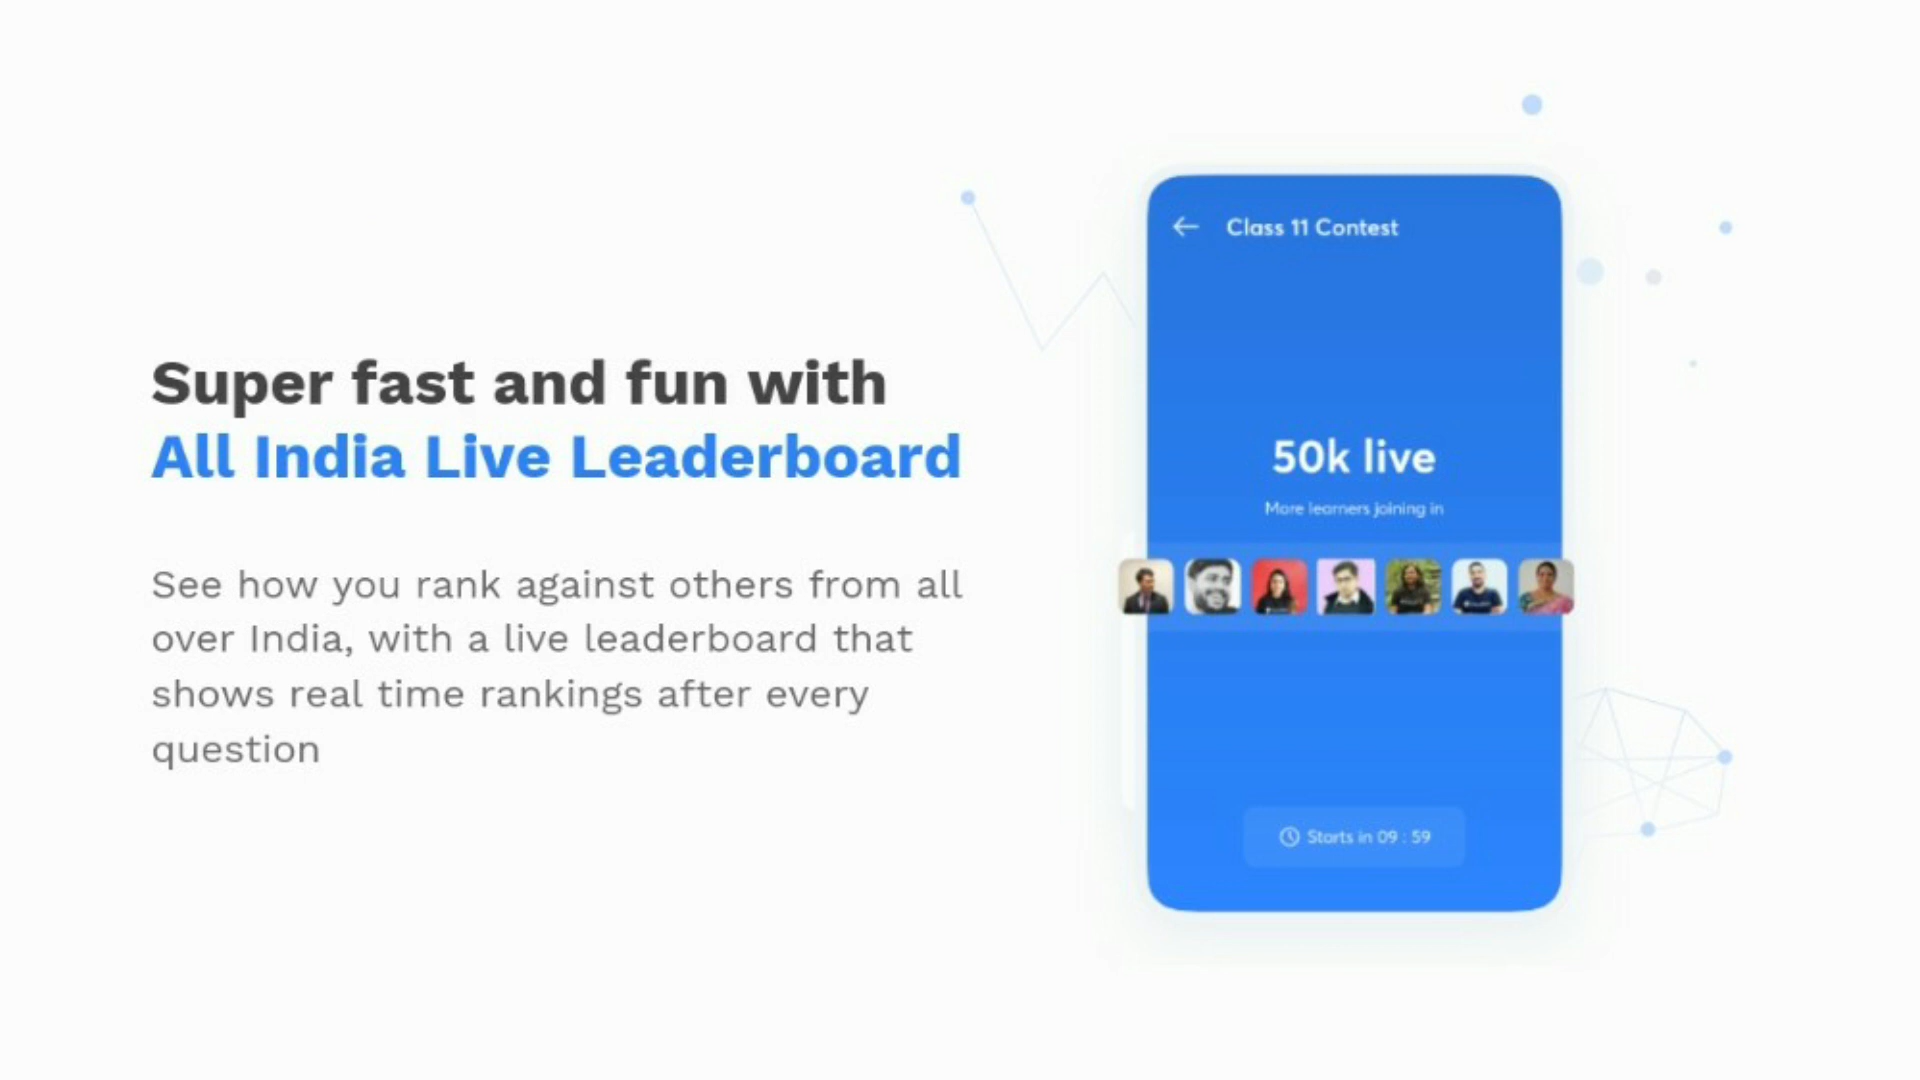 Super fast and fun with
All India Live Leaderboard
See how you rank against others from all
over India, with a live leaderboard that
shows real time rankings after every
question
Class 11 Contest
50k live
More learners joining in
Starts in 09 : 59